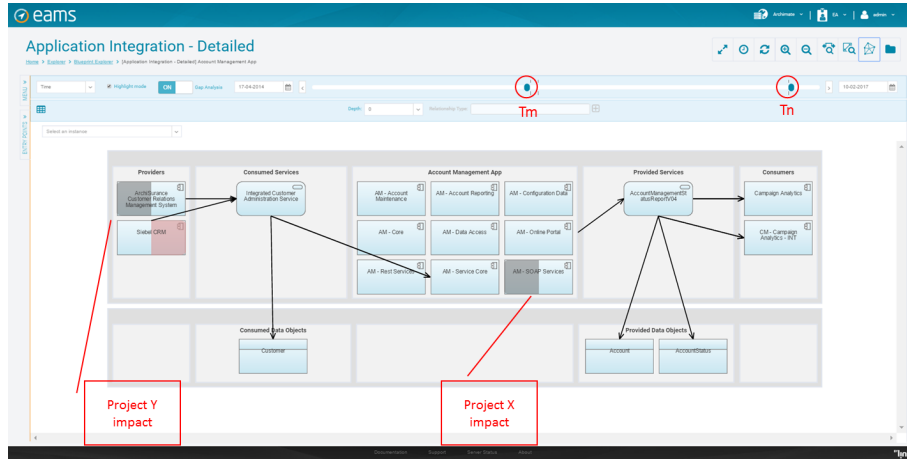 eams
Archimate
EA
admin
Application Integration - Detailed
Home > Explorer > Blueprint Explorer > [Application Integration - Detailed] Account Management App
MENU
Time
Highlight mode
ON
Gap Analysis
17-04-2014
10-02-2017
Tm
Tn
ENTRY POINTS
Depth: 0
Relationship Type:
Select an instance
Providers
Consumed Services
Account Management App
Provided Services
Consumers
ArchiSurance
Customer Relations
Management System
Integrated Customer
Administration Service
AM - Account
Maintenance
AM - Account Reporting
AM - Configuration Data
AccountManagementSt
atusReportV04
Campaign Analytics
Siebel CRM
AM - Core
AM - Data Access
AM - Online Portal
CM - Campaign
Analytics - INT
AM - Rest Services
AM - Service Core
AM - SOAP Services
Consumed Data Objects
Provided Data Objects
Customer
Account
AccountStatus
Project Y
impact
Project X
impact
Documentation
Support
Server Status
About